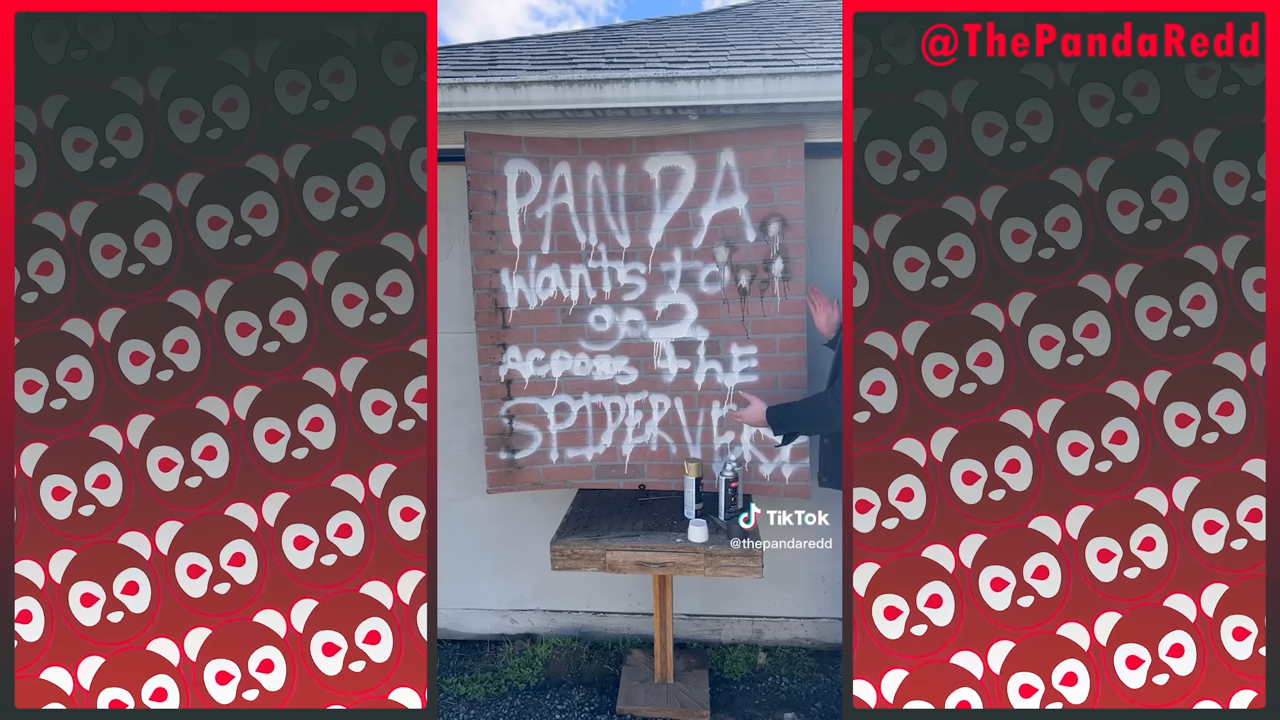 @ThePandaRedd
PANDA
wants to
go 2
ACROSS The
SPIDERVERSE
TikTok
@thepandaredd